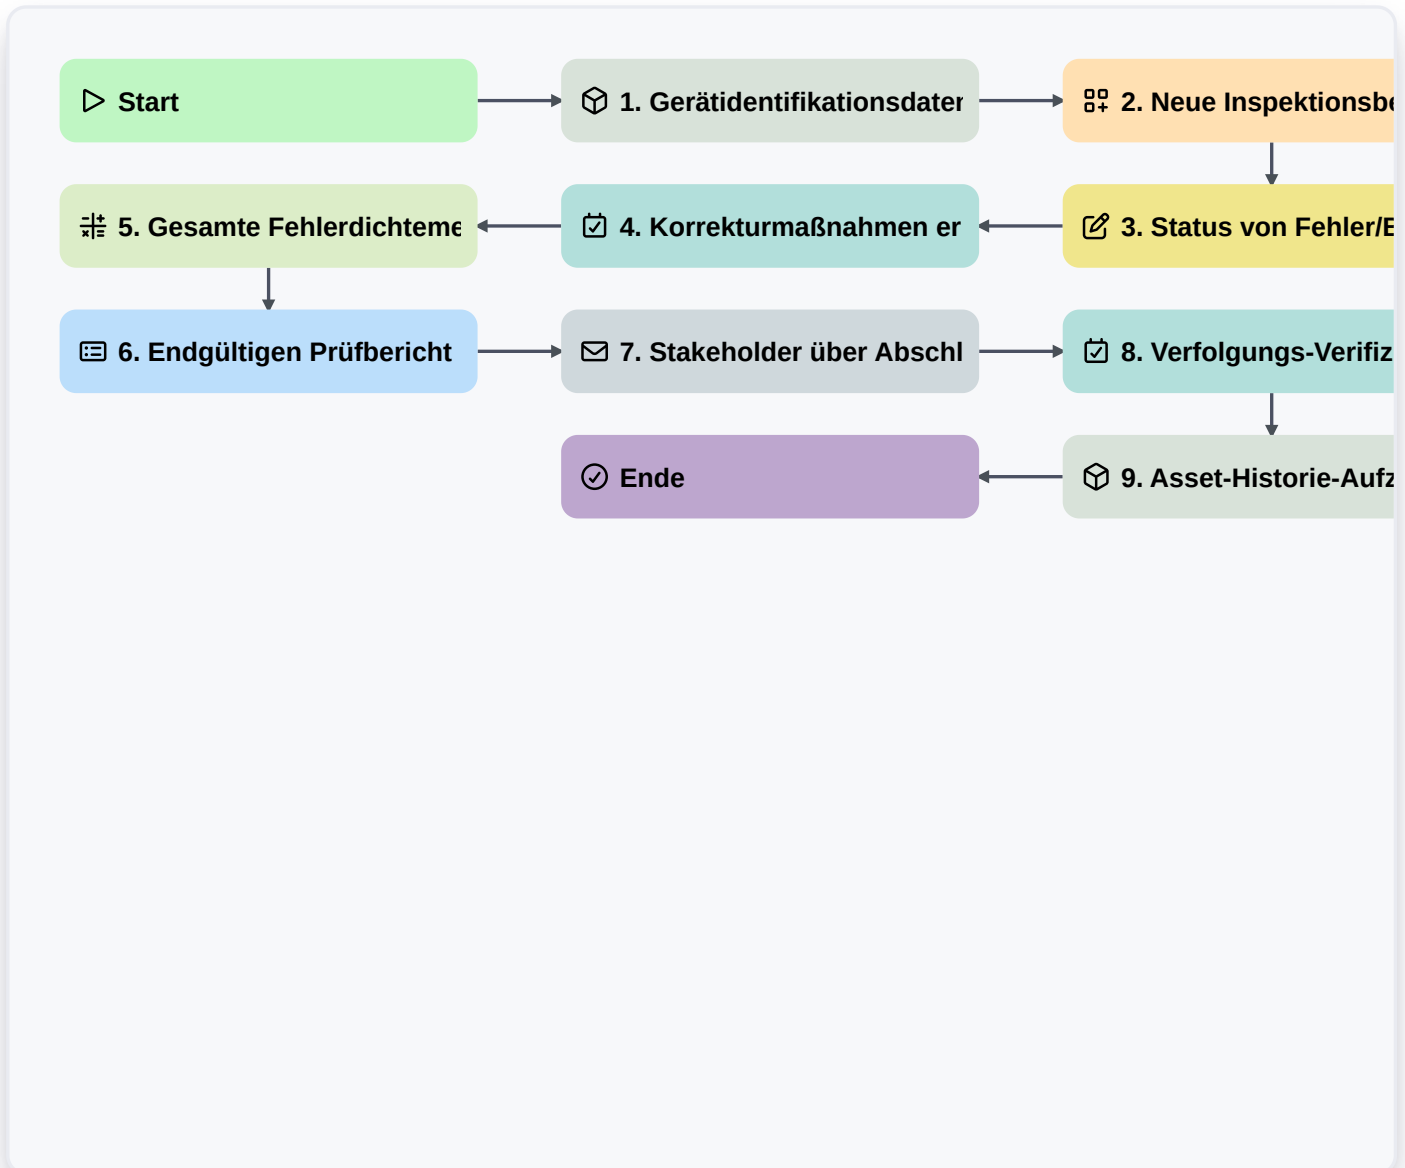 Start
1. Gerätidentifikationsdaten
2. Neue Inspektionsbe
5. Gesamte Fehlerdichteme
4. Korrekturmaßnahmen er
3. Status von Fehler/B
6. Endgültigen Prüfbericht
7. Stakeholder über Abschl
8. Verfolgungs-Verifiz
Ende
9. Asset-Historie-Aufz